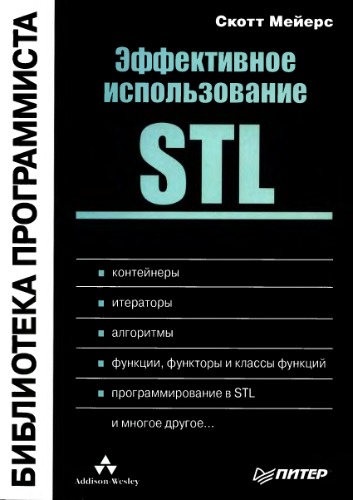 Скотт Мейерс
БИБЛИОТЕКА ПРОГРАММИСТА
Эффективное
использование
STL
контейнеры
итераторы
алгоритмы
функции, функторы и классы функций
программирование в STL
и многое другое...
Addison-Wesley
ПИТЕР